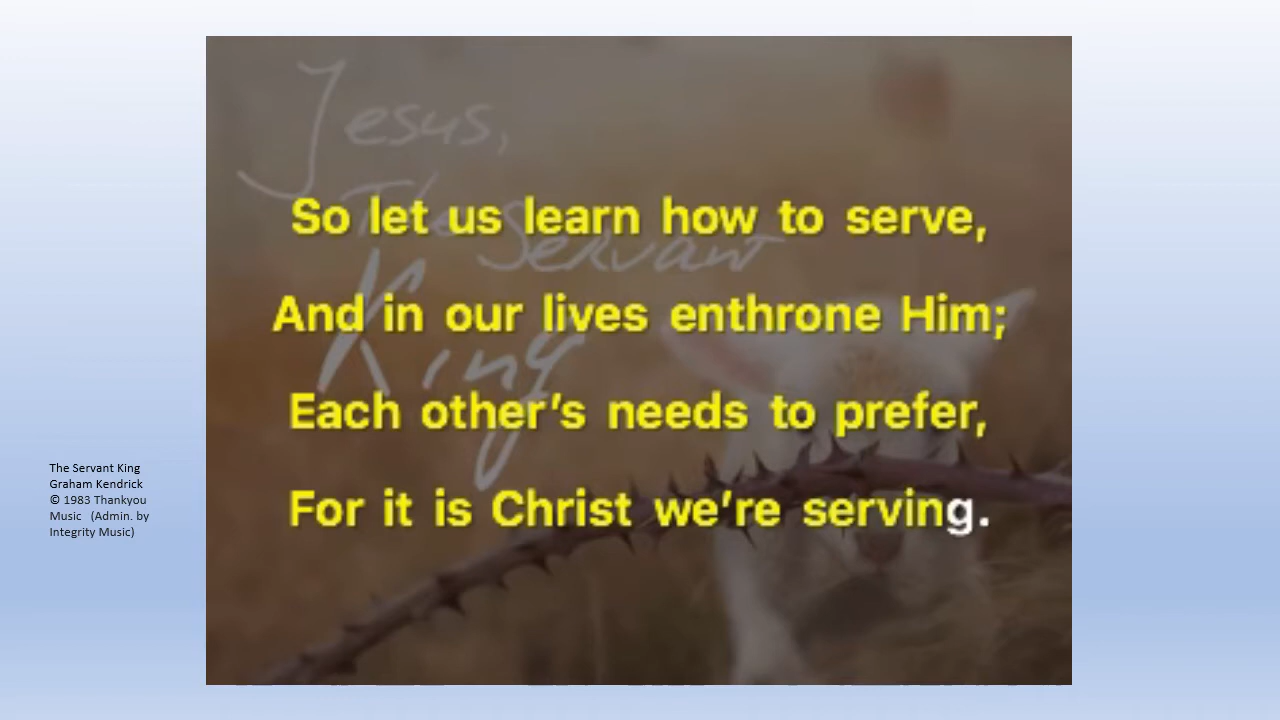 Jesus,
The Servant
King
So let us learn how to serve,
And in our lives enthrone Him;
Each other’s needs to prefer,
For it is Christ we’re serving.
The Servant King
Graham Kendrick
© 1983 Thankyou
Music (Admin. by
Integrity Music)